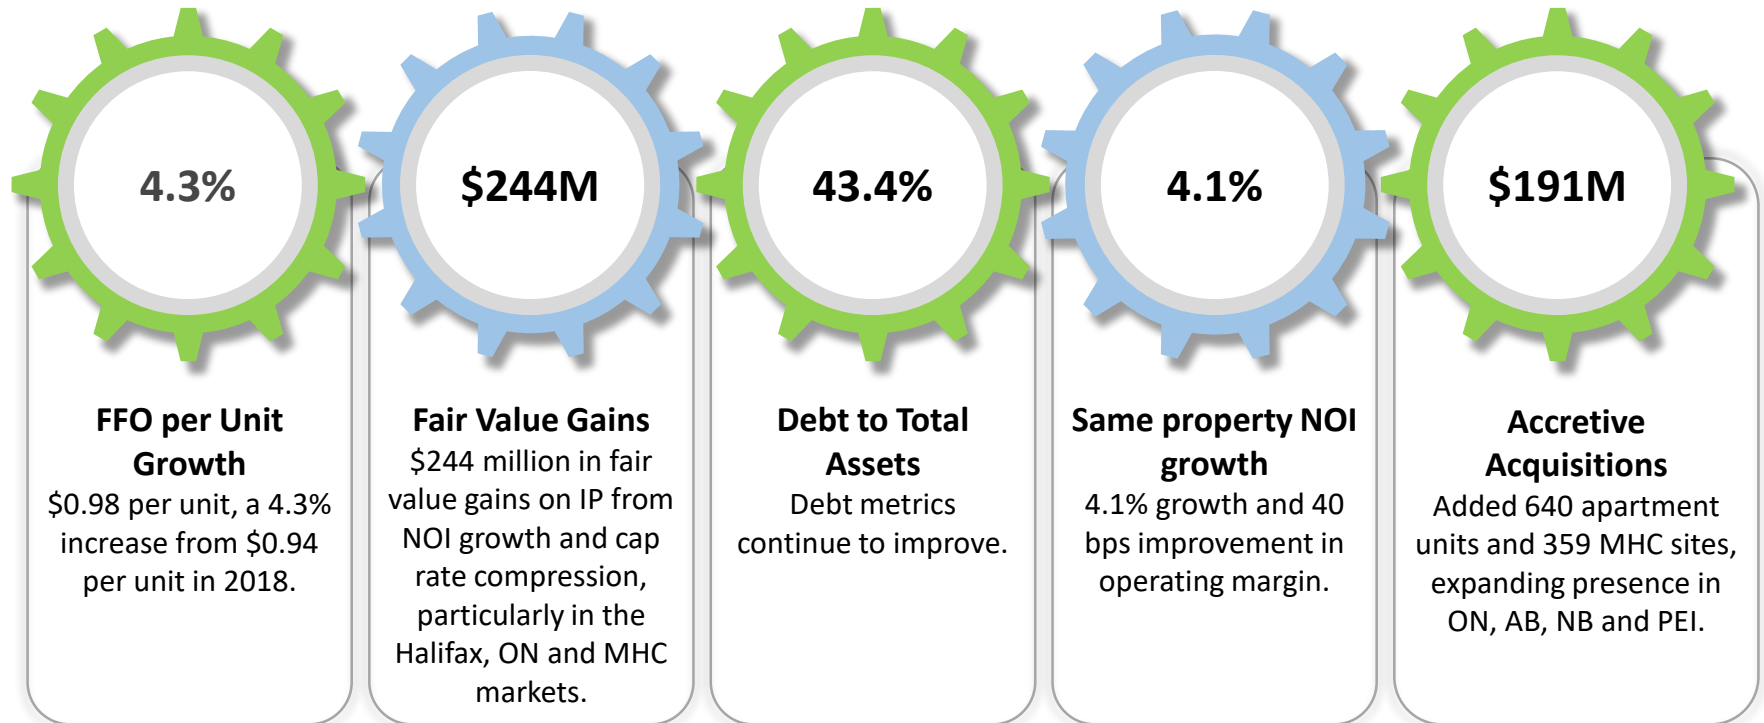 4.3%
FFO per Unit
Growth
$0.98 per unit, a 4.3%
increase from $0.94
per unit in 2018.
$244M
Fair Value Gains
$244 million in fair
value gains on IP from
NOI growth and cap
rate compression,
particularly in the
Halifax, ON and MHC
markets.
43.4%
Debt to Total
Assets
Debt metrics
continue to improve.
4.1%
Same property NOI
growth
4.1% growth and 40
bps improvement in
operating margin.
$191M
Accretive
Acquisitions
Added 640 apartment
units and 359 MHC sites,
expanding presence in
ON, AB, NB and PEI.